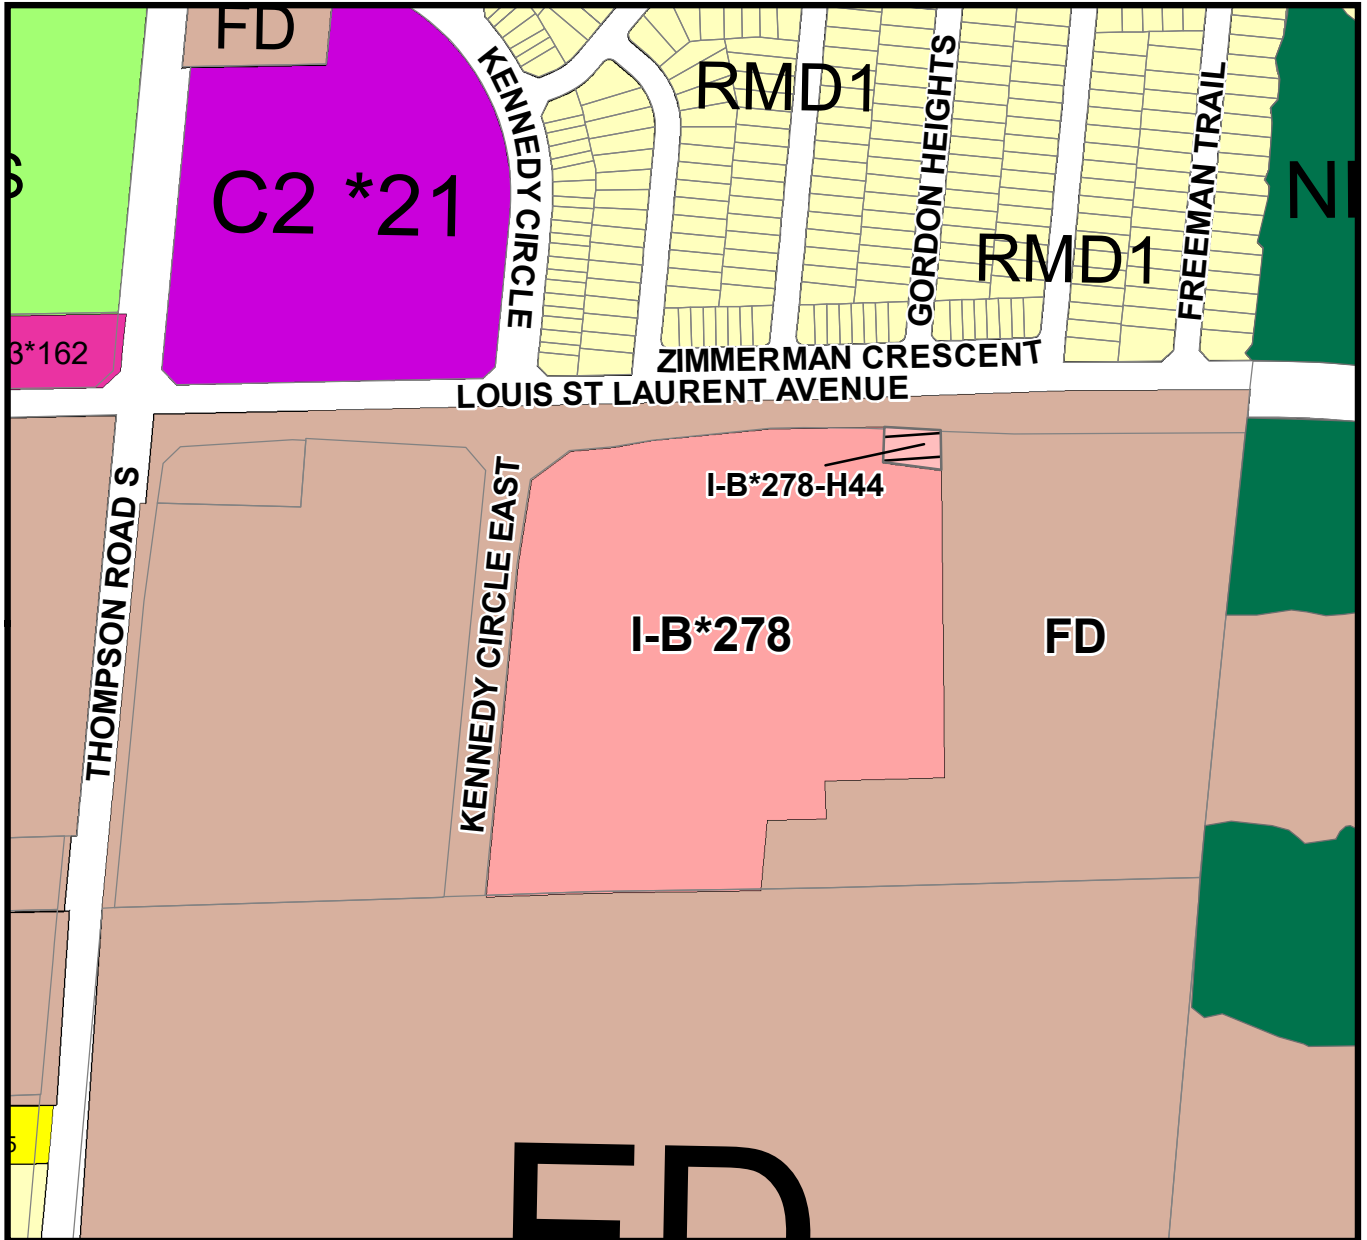 FD
KENNEDY CIRCLE
RMD1
GORDON HEIGHTS
FREEMAN TRAIL
C2 *21
RMD1
3*162
ZIMMERMAN CRESCENT
LOUIS ST LAURENT AVENUE
THOMPSON ROAD S
KENNEDY CIRCLE EAST
I-B*278-H44
I-B*278
FD
FD